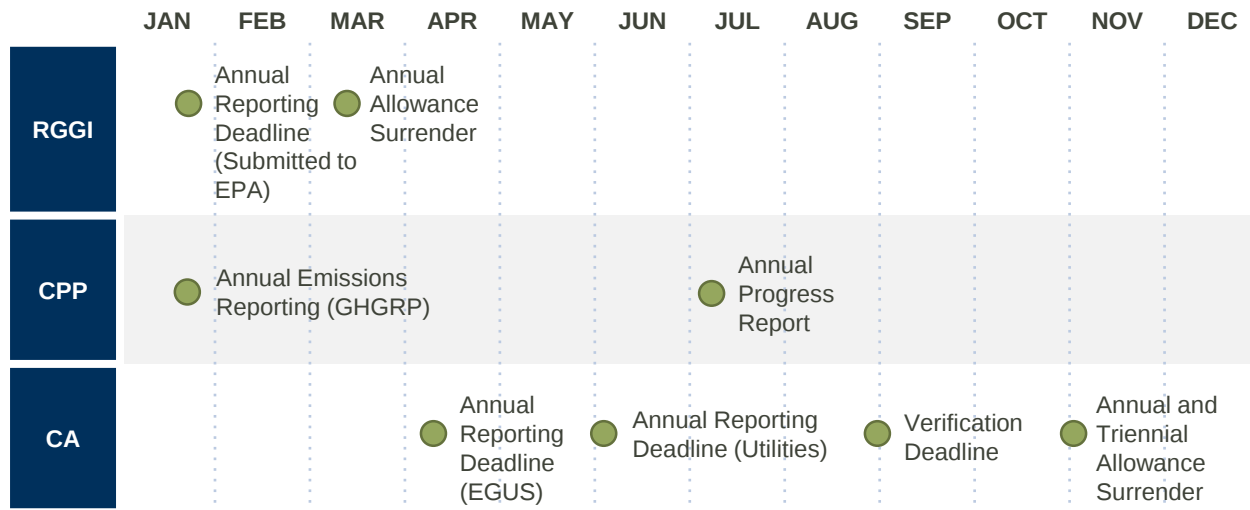 JAN FEB MAR APR MAY JUN JUL AUG SEP OCT NOV DEC
RGGI
Annual
Reporting
Deadline
(Submitted to
EPA)
Annual
Allowance
Surrender
CPP
Annual Emissions
Reporting (GHGRP)
Annual
Progress
Report
CA
Annual
Reporting
Deadline
(EGUS)
Annual Reporting
Deadline (Utilities)
Verification
Deadline
Annual and
Triennial
Allowance
Surrender